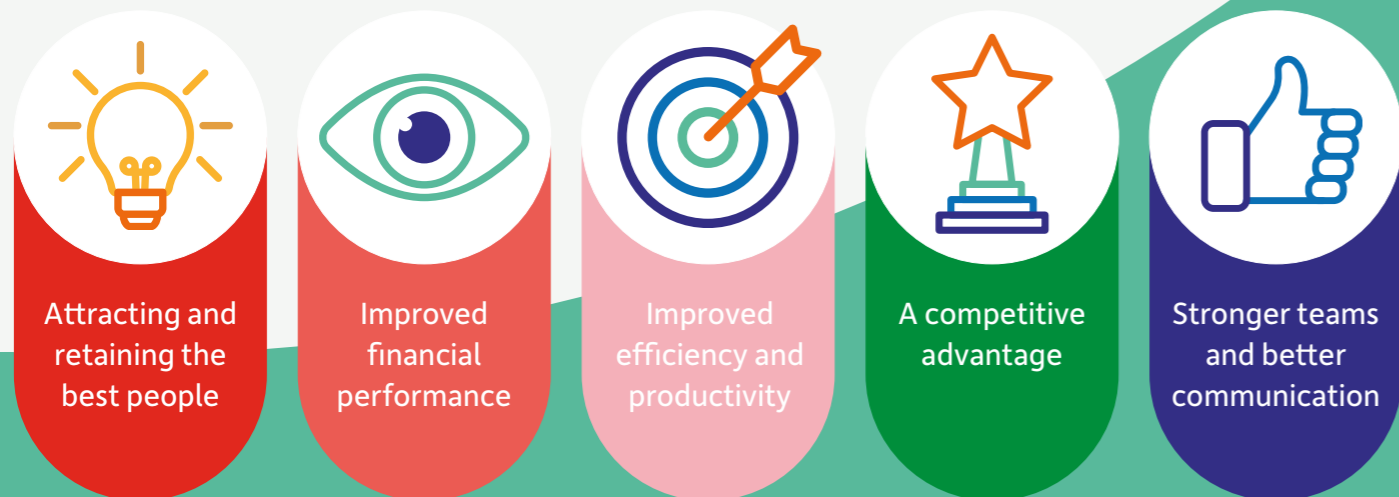 Attracting and
retaining the
best people
Improved
financial
performance
Improved
efficiency and
productivity
A competitive
advantage
Stronger teams
and better
communication